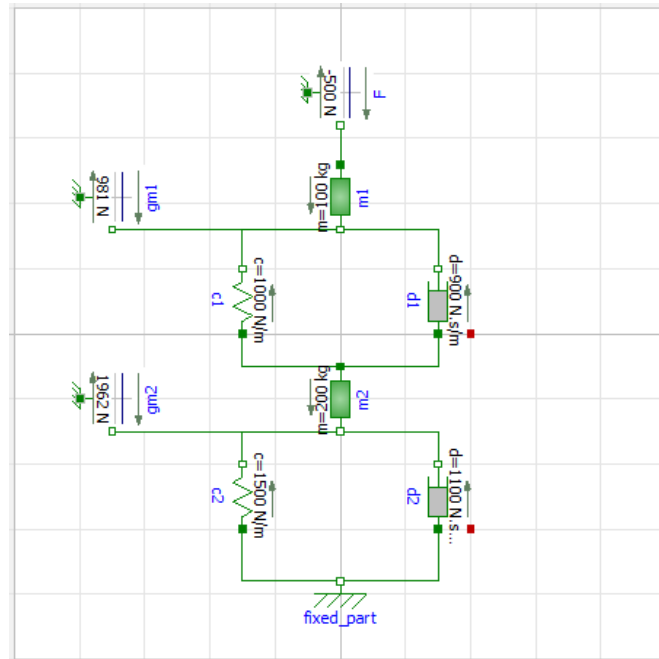 -500 N
F
m=100 kg
m1
981 N
gm1
c1
c=1000 N/m
d1
d=900 N.s/m
1962 N
gm2
m=200 kg
m2
c2
c=1500 N/m
d2
d=1100 N.s...
fixed_part